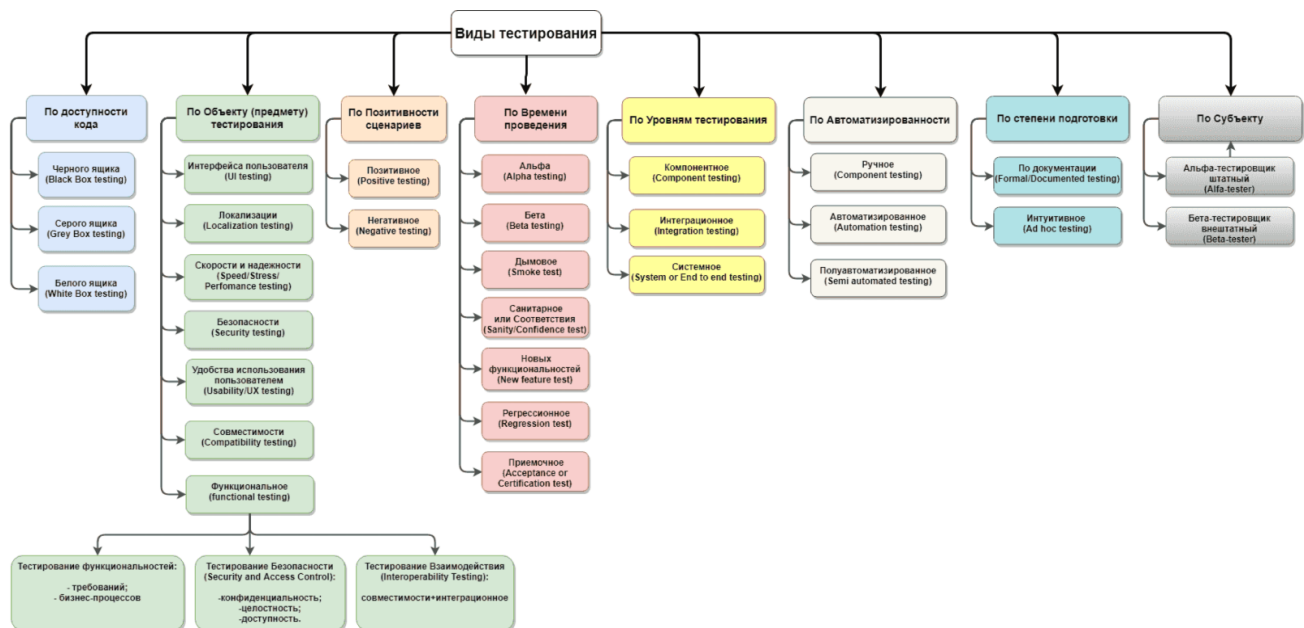 Виды тестирования
По доступности
кода
Черного ящика
(Black Box testing)
Серого ящика
(Grey Box testing)
Белого ящика
(White Box testing)
По Объекту (предмету)
тестирования
Интерфейса пользователя
(UI testing)
Локализации
(Localization testing)
Скорости и надежности
(Speed/Stress/
Perfomance testing)
Безопасности
(Security testing)
Удобства использования
пользователем
(Usability/UX testing)
Совместимости
(Compatibility testing)
Функциональное
(functional testing)
Тестирование функциональностей:
- требований;
- бизнес-процессов
Тестирование Безопасности
(Security and Access Control):
-конфиденциальность;
-целостность;
-доступность.
Тестирование Взаимодействия
(Interoperability Testing):
совместимости+интеграционное
По Позитивности
сценариев
Позитивное
(Positive testing)
Негативное
(Negative testing)
По Времени
проведения
Альфа
(Alpha testing)
Бета
(Beta testing)
Дымовое
(Smoke test)
Санитарное
или Соответствия
(Sanity/Confidence test)
Новых
функциональностей
(New feature test)
Регрессионное
(Regression test)
Приемочное
(Acceptance or
Certification test)
По Уровням тестирования
Компонентное
(Component testing)
Интеграционное
(Integration testing)
Системное
(System or End to end testing)
По Автоматизированности
Ручное
(Component testing)
Автоматизированное
(Automation testing)
Полуавтоматизированное
(Semi automated testing)
По степени подготовки
По документации
(Formal/Documented testing)
Интуитивное
(Ad hoc testing)
По Субъекту
Альфа-тестировщик
штатный
(Alfa-tester)
Бета-тестировщик
внештатный
(Beta-tester)